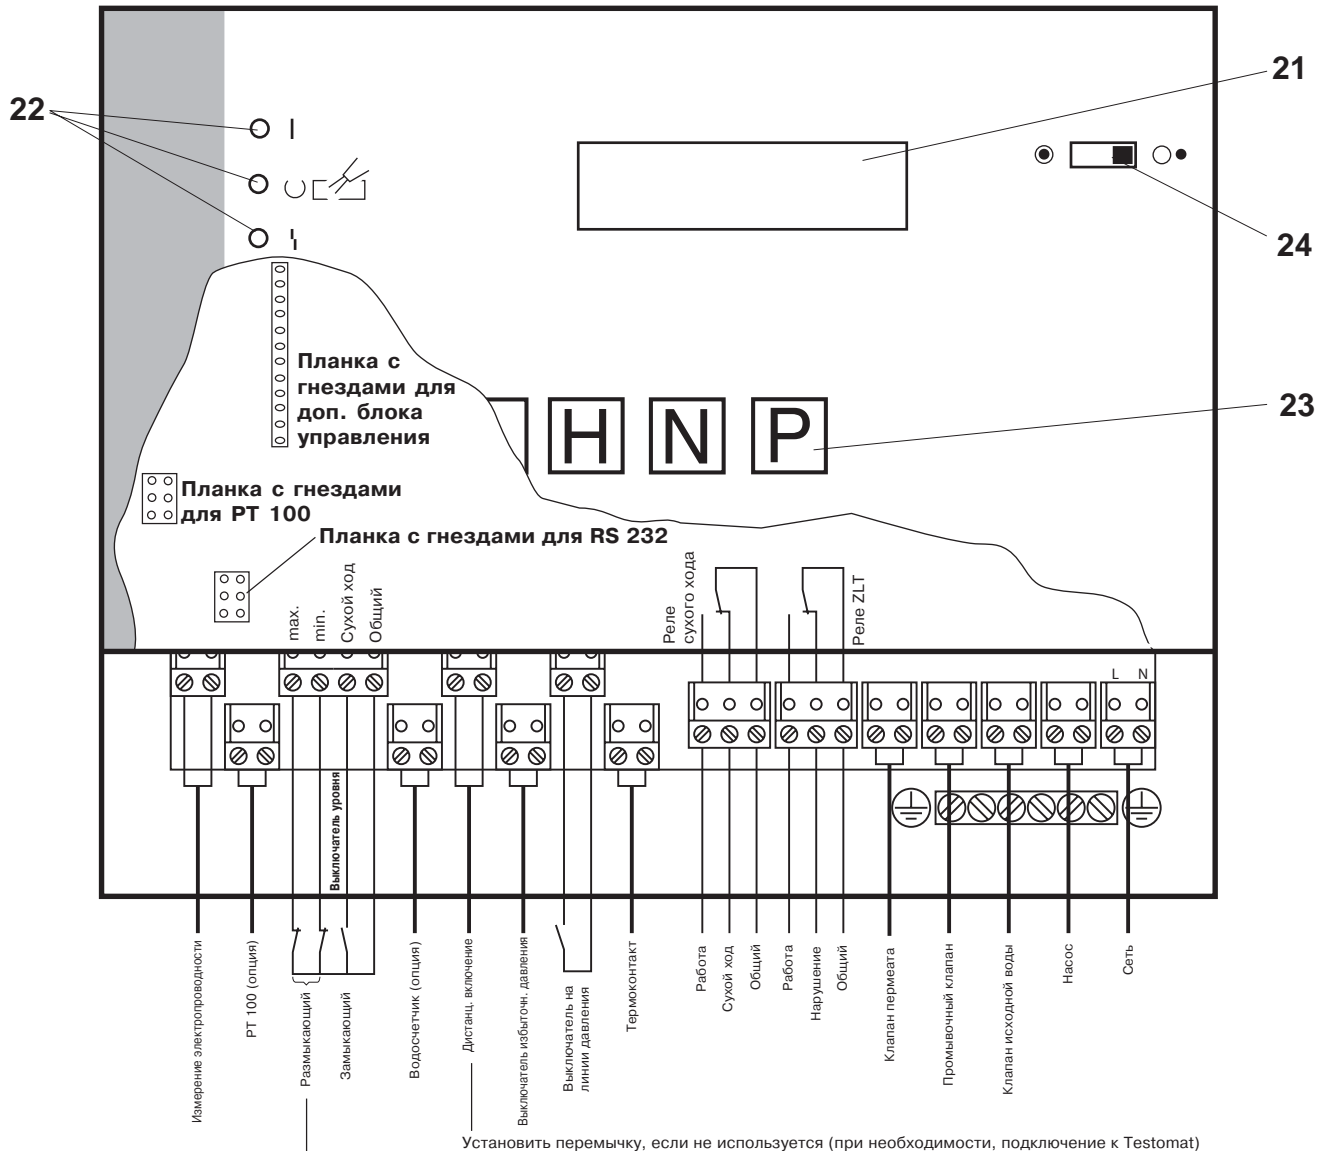 21
22
24
Планка с
гнездами для
доп. блока
управления
H N P
23
Планка с гнездами
для PT 100
Планка с гнездами для RS 232
max.
min.
Сухой ход
Общий
Реле
сухого хода
Реле ZLT
L N
Выключатель уровня
Измерение электропроводности
PT 100 (опция)
Размыкающий
Замыкающий
Водосчетчик (опция)
Дистанц. включение
Выключатель избыточн. давления
Выключатель на
линии давления
Термоконтакт
Работа
Сухой ход
Общий
Работа
Нарушение
Общий
Клапан пермеата
Промывочный клапан
Клапан исходной воды
Насос
Сеть
Установить перемычку, если не используется (при необходимости, подключение к Testomat)